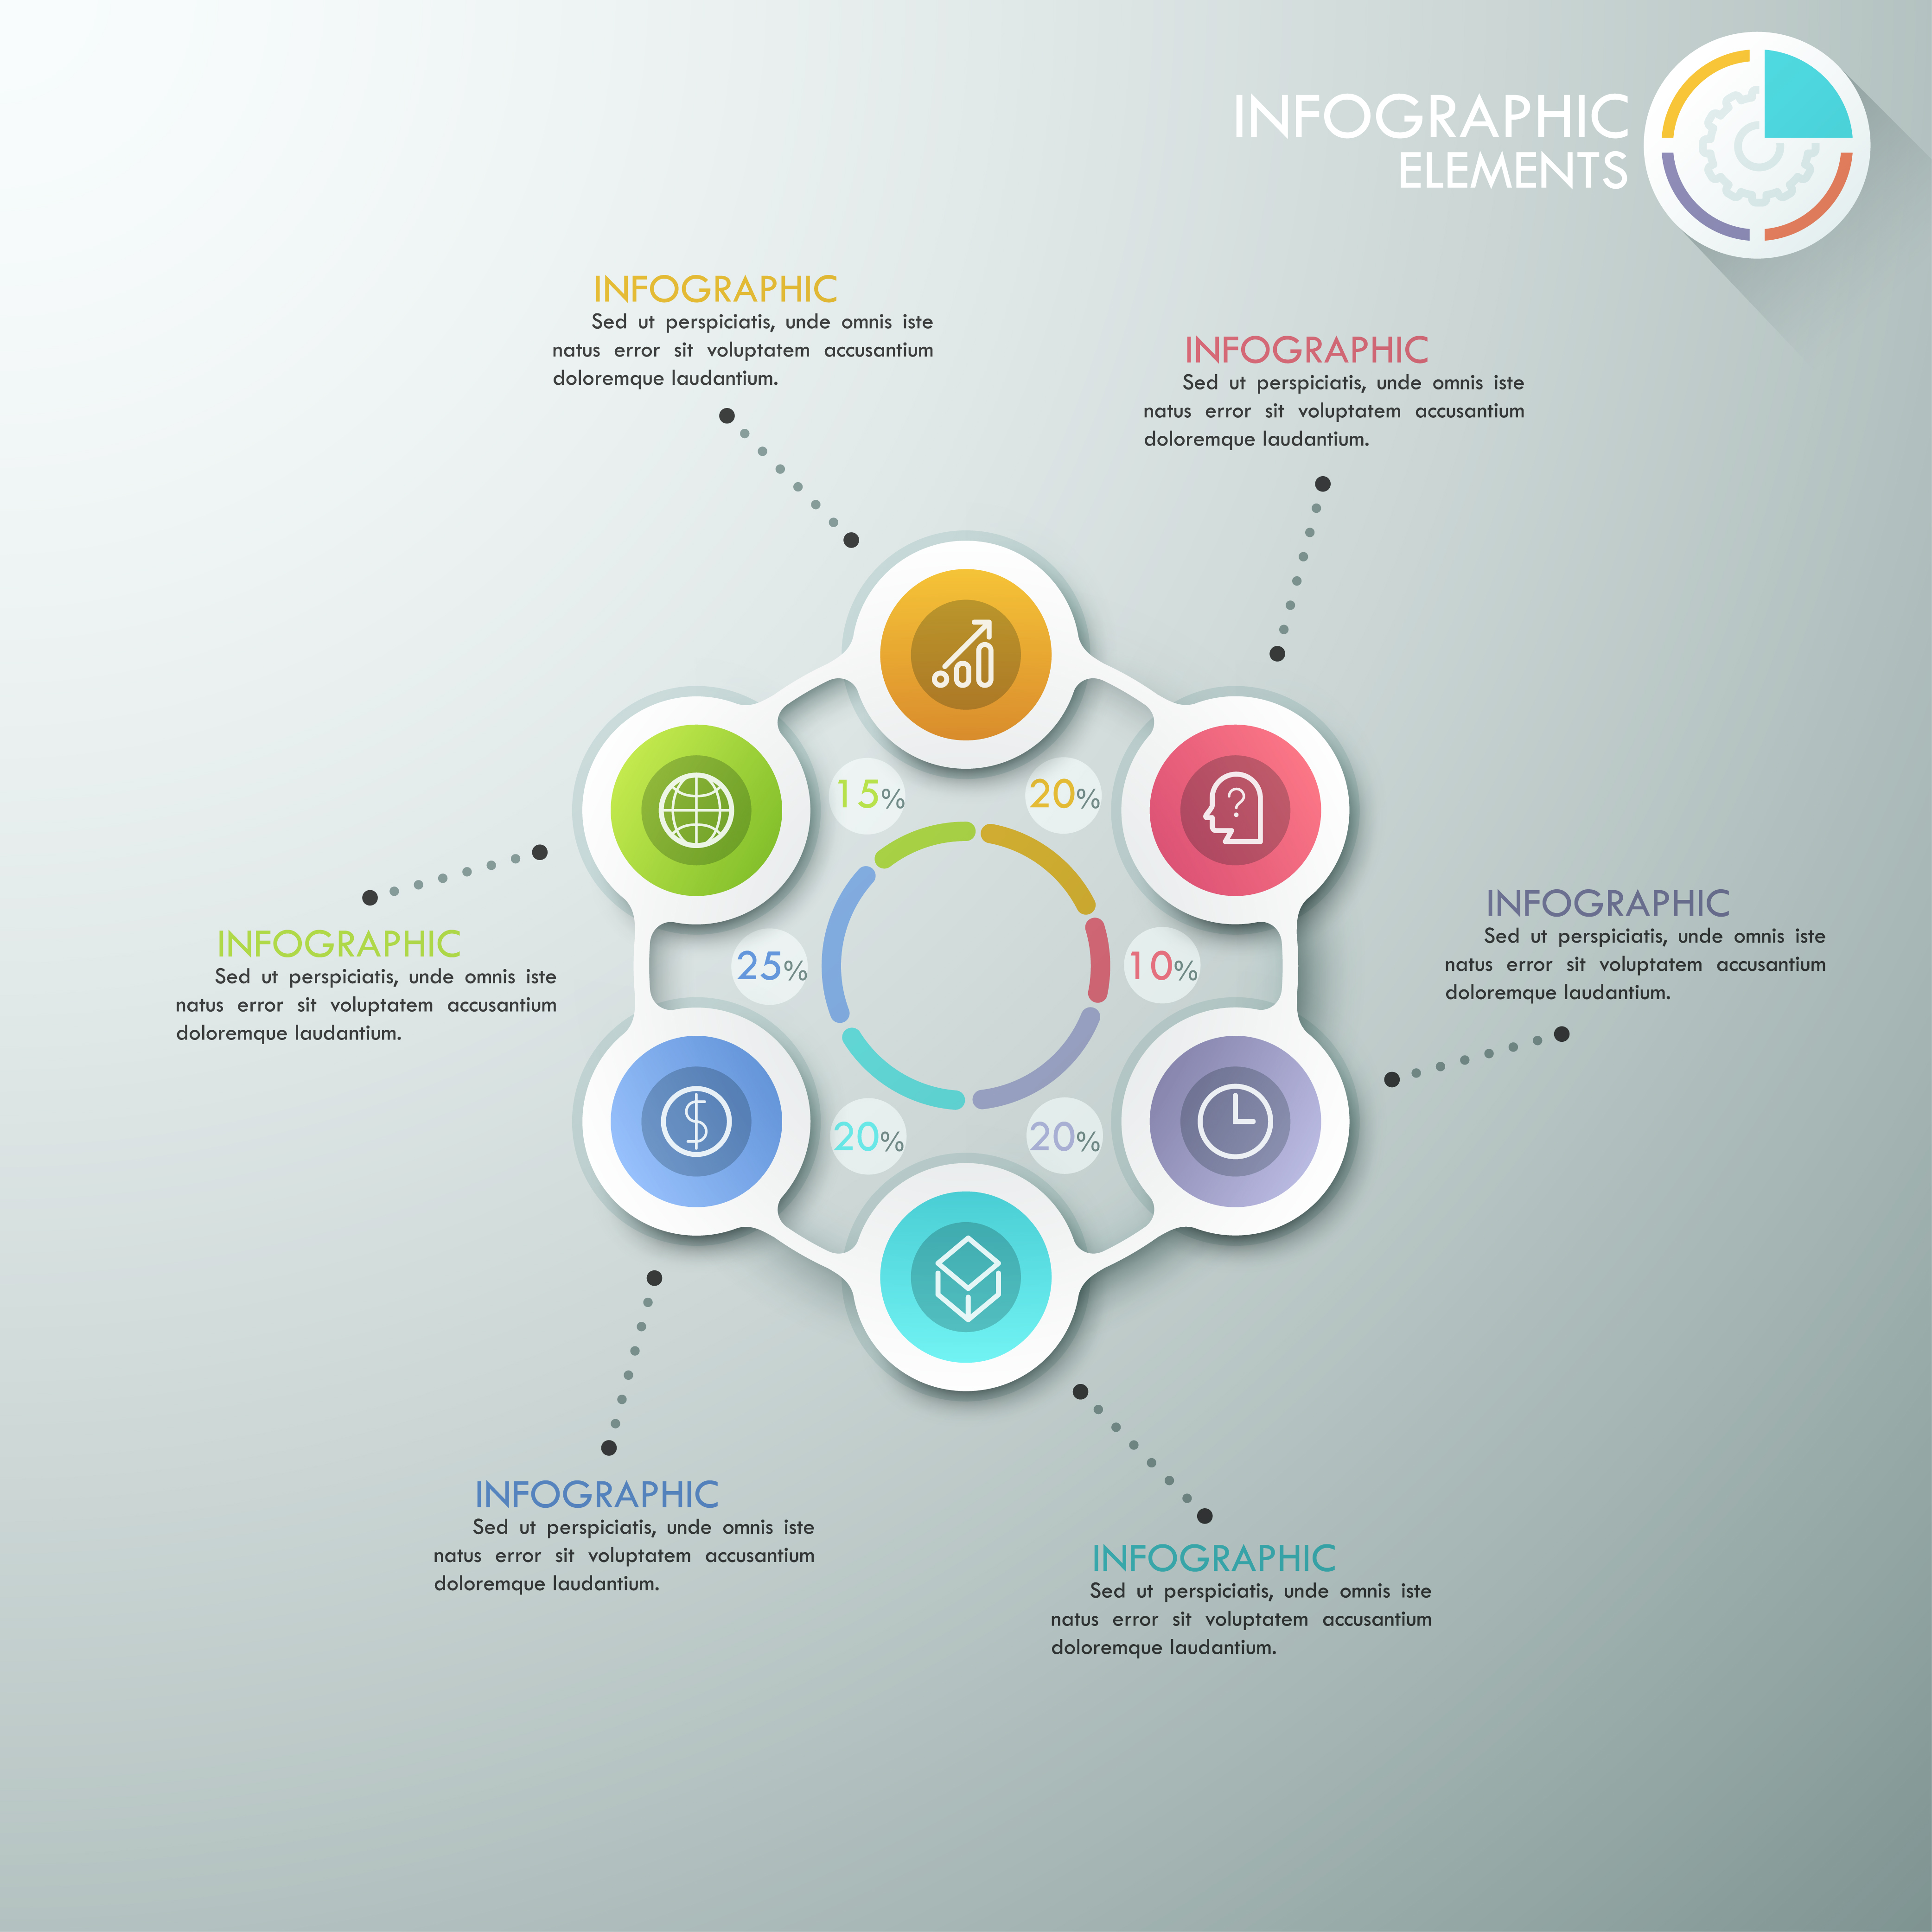 INFOGRAPHIC
ELEMENTS
INFOGRAPHIC
Sed ut perspiciatis, unde omnis iste
natus error sit voluptatem accusantium
doloremque laudantium.
INFOGRAPHIC
Sed ut perspiciatis, unde omnis iste
natus error sit voluptatem accusantium
doloremque laudantium.
15%
20%
INFOGRAPHIC
Sed ut perspiciatis, unde omnis iste
natus error sit voluptatem accusantium
doloremque laudantium.
INFOGRAPHIC
Sed ut perspiciatis, unde omnis iste
natus error sit voluptatem accusantium
doloremque laudantium.
25%
10%
20%
20%
INFOGRAPHIC
Sed ut perspiciatis, unde omnis iste
natus error sit voluptatem accusantium
doloremque laudantium.
INFOGRAPHIC
Sed ut perspiciatis, unde omnis iste
natus error sit voluptatem accusantium
doloremque laudantium.